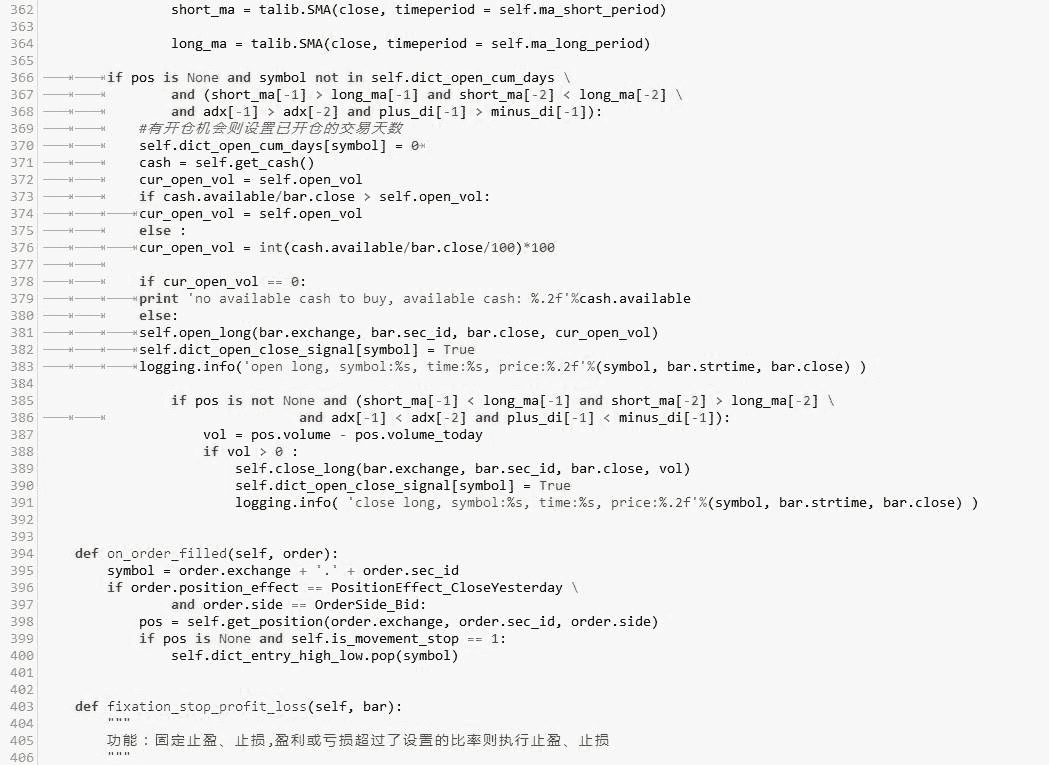 362 short_ma = talib.SMA(close, timeperiod = self.ma_short_period)
363
364 long_ma = talib.SMA(close, timeperiod = self.ma_long_period)
365
366 if pos is None and symbol not in self.dict_open_cum_days \
367 and (short_ma[-1] > long_ma[-1] and short_ma[-2] < long_ma[-2] \
368 and adx[-1] > adx[-2] and plus_di[-1] > minus_di[-1]):
369 #有开仓机会则设置已开仓的交易天数
370 self.dict_open_cum_days[symbol] = 0
371 cash = self.get_cash()
372 cur_open_vol = self.open_vol
373 if cash.available/bar.close > self.open_vol:
374 cur_open_vol = self.open_vol
375 else :
376 cur_open_vol = int(cash.available/bar.close/100)*100
377
378 if cur_open_vol == 0:
379 print 'no available cash to buy, available cash: %.2f'%cash.available
380 else:
381 self.open_long(bar.exchange, bar.sec_id, bar.close, cur_open_vol)
382 self.dict_open_close_signal[symbol] = True
383 logging.info('open long, symbol:%s, time:%s, price:%.2f'%(symbol, bar.strtime, bar.close) )
384
385 if pos is not None and (short_ma[-1] < long_ma[-1] and short_ma[-2] > long_ma[-2] \
386 and adx[-1] < adx[-2] and plus_di[-1] < minus_di[-1]):
387 vol = pos.volume - pos.volume_today
388 if vol > 0 :
389 self.close_long(bar.exchange, bar.sec_id, bar.close, vol)
390 self.dict_open_close_signal[symbol] = True
391 logging.info( 'close long, symbol:%s, time:%s, price:%.2f'%(symbol, bar.strtime, bar.close) )
392
393
394 def on_order_filled(self, order):
395 symbol = order.exchange + '.' + order.sec_id
396 if order.position_effect == PositionEffect_CloseYesterday \
397 and order.side == OrderSide_Bid:
398 pos = self.get_position(order.exchange, order.sec_id, order.side)
399 if pos is None and self.is_movement_stop == 1:
400 self.dict_entry_high_low.pop(symbol)
401
402
403 def fixation_stop_profit_loss(self, bar):
404 """
405 功能：固定止盈、止损,盈利或亏损超过了设置的比率则执行止盈、止损
406 """